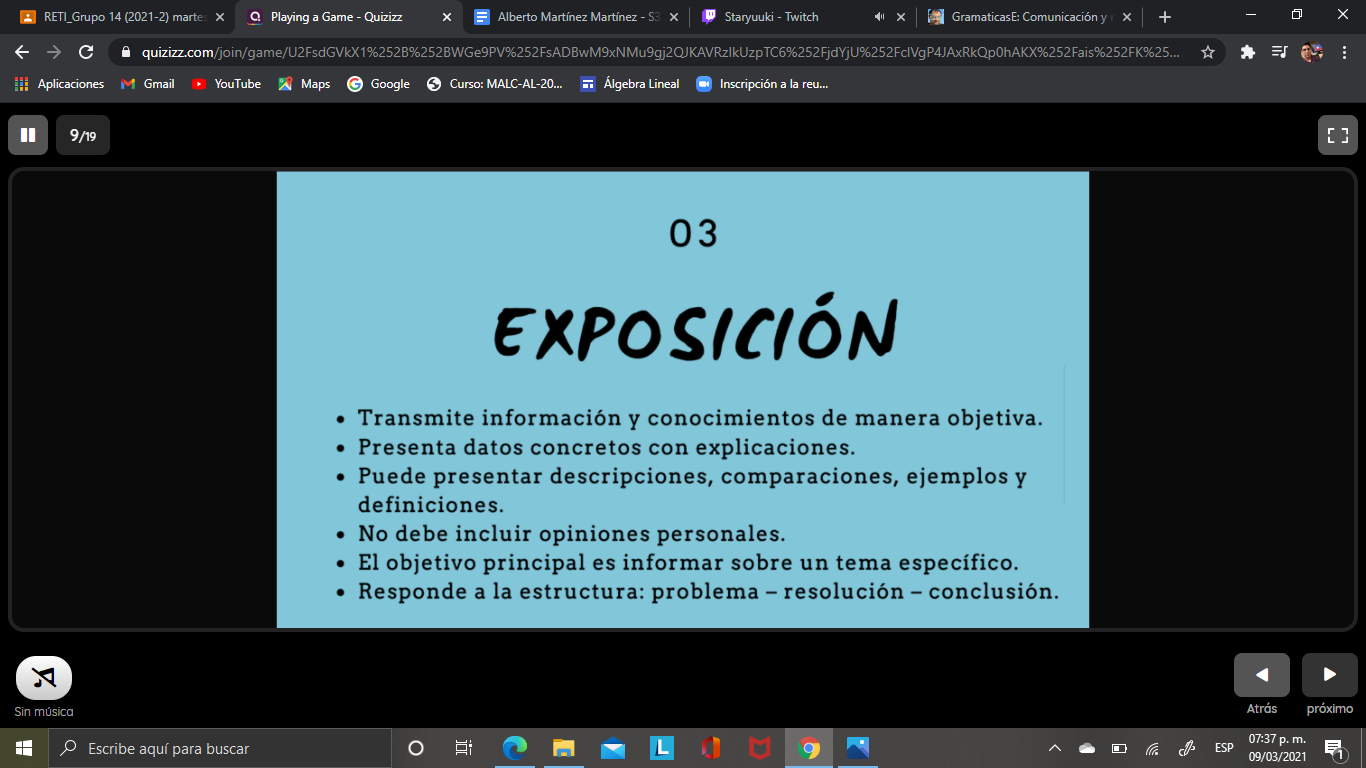 RETI_Grupo 14 (2021-2) martes
Playing a Game - Quizizz
Alberto Martínez Martínez - S3
Staryuuki - Twitch
GramaticasE: Comunicación y r
quizizz.com/join/game/U2FsdGVkX1%252B%252BWGe9PV%252FsADBwM9xNMu9gj2QJKAVRzIkUzpTC6%252FjdYjU%252FclVgP4JAxRkQp0hAKX%252Fais%252FK%25...
Aplicaciones
Gmail
YouTube
Maps
Google
Curso: MALC-AL-20...
Álgebra Lineal
Inscripción a la reu...
9/19
03
EXPOSICIÓN
• Transmite información y conocimientos de manera objetiva.
• Presenta datos concretos con explicaciones.
• Puede presentar descripciones, comparaciones, ejemplos y
definiciones.
• No debe incluir opiniones personales.
• El objetivo principal es informar sobre un tema específico.
• Responde a la estructura: problema – resolución – conclusión.
Sin música
Atrás
próximo
Escribe aquí para buscar
L
ESP
07:37 p. m.
09/03/2021
1